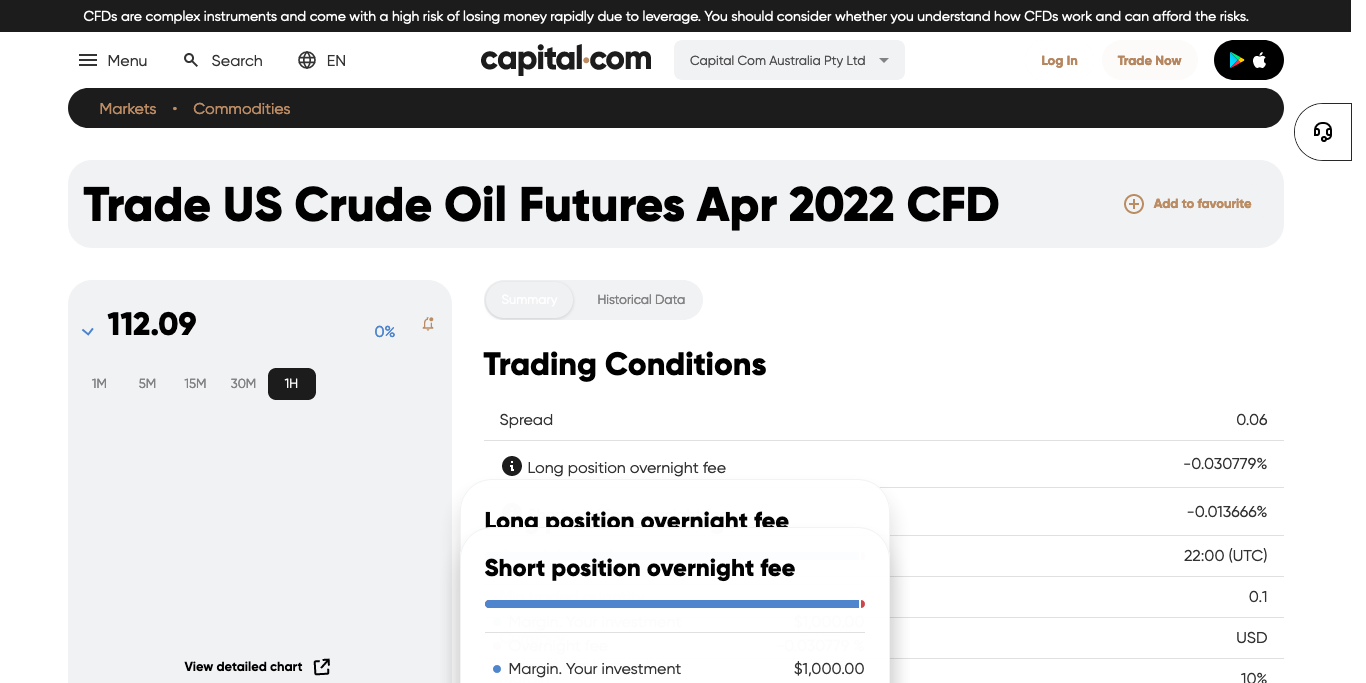 CFDs are complex instruments and come with a high risk of losing money rapidly due to leverage. You should consider whether you understand how CFDs work and can afford the risks.
Menu Search EN capital.com Capital Com Australia Pty Ltd Log In Trade Now
Markets • Commodities
Trade US Crude Oil Futures Apr 2022 CFD Add to favourite
112.09 0%
1M 5M 15M 30M 1H
View detailed chart
Summary Historical Data
Trading Conditions
Spread 0.06
Long position overnight fee -0.030779%
Long position overnight fee
-0.013666%
22:00 (UTC)
0.1
USD
10%
Short position overnight fee
Margin. Your investment $1,000.00